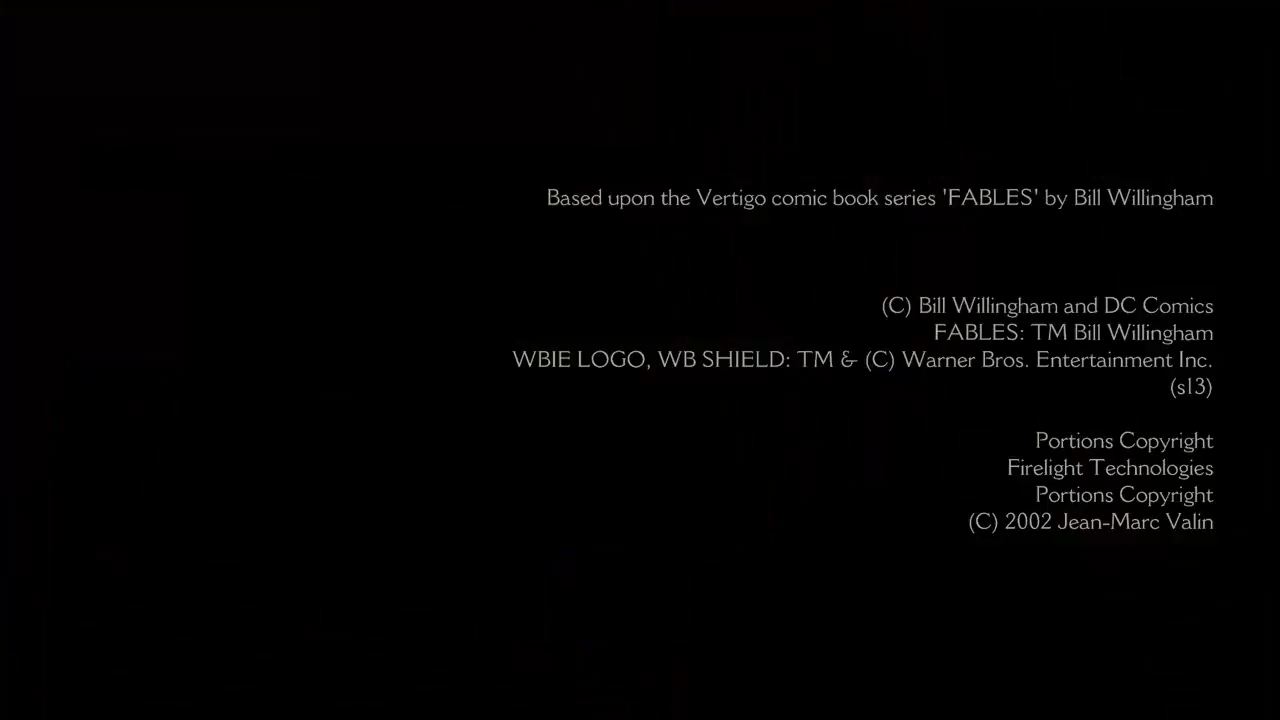 Based upon the Vertigo comic book series 'FABLES' by Bill Willingham
(C) Bill Willingham and DC Comics
FABLES: TM Bill Willingham
WBIE LOGO, WB SHIELD: TM & (C) Warner Bros. Entertainment Inc.
(s13)
Portions Copyright
Firelight Technologies
Portions Copyright
(C) 2002 Jean-Marc Valin